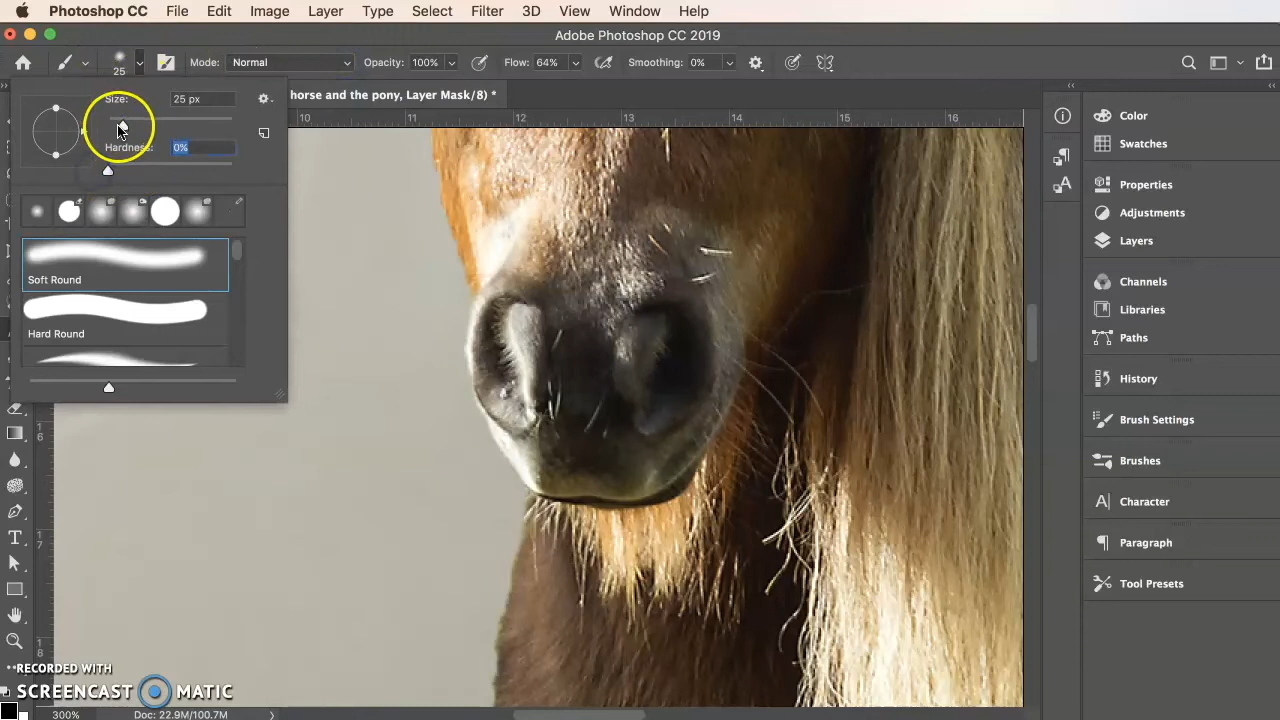 Photoshop CC File Edit Image Layer Type Select Filter 3D View Window Help
Adobe Photoshop CC 2019
25 Mode: Normal Opacity: 100% Flow: 64% Smoothing: 0%
horse and the pony, Layer Mask/8) *
Size: 25 px
Hardness: 0%
Soft Round
Hard Round
10 11 12 13 14 15 16
16
17
18
Color
Swatches
Properties
Adjustments
Layers
Channels
Libraries
Paths
History
Brush Settings
Brushes
Character
Paragraph
Tool Presets
RECORDED WITH
SCREENCAST MATIC
300% Doc: 22.9M/100.7M